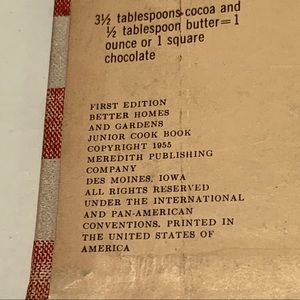 3½ tablespoons cocoa and
½ tablespoon butter=1
ounce or 1 square
chocolate
FIRST EDITION
BETTER HOMES
AND GARDENS
JUNIOR COOK BOOK
COPYRIGHT 1955
MEREDITH PUBLISHING
COMPANY
DES MOINES, IOWA
ALL RIGHTS RESERVED
UNDER THE INTERNATIONAL
AND PAN-AMERICAN
CONVENTIONS. PRINTED IN
THE UNITED STATES OF
AMERICA